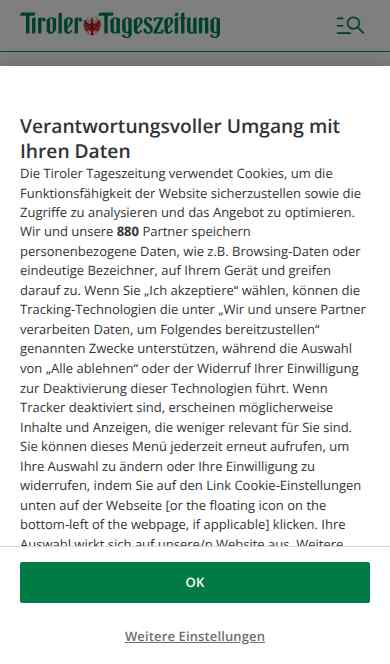 Tiroler Tageszeitung
Verantwortungsvoller Umgang mit
Ihren Daten
Die Tiroler Tageszeitung verwendet Cookies, um die
Funktionsfähigkeit der Website sicherzustellen sowie die
Zugriffe zu analysieren und das Angebot zu optimieren.
Wir und unsere 880 Partner speichern
personenbezogene Daten, wie z.B. Browsing-Daten oder
eindeutige Bezeichner, auf Ihrem Gerät und greifen
darauf zu. Wenn Sie „Ich akzeptiere“ wählen, können die
Tracking-Technologien die unter „Wir und unsere Partner
verarbeiten Daten, um Folgendes bereitzustellen“
genannten Zwecke unterstützen, während die Auswahl
von „Alle ablehnen“ oder der Widerruf Ihrer Einwilligung
zur Deaktivierung dieser Technologien führt. Wenn
Tracker deaktiviert sind, erscheinen möglicherweise
Inhalte und Anzeigen, die weniger relevant für Sie sind.
Sie können dieses Menü jederzeit erneut aufrufen, um
Ihre Auswahl zu ändern oder Ihre Einwilligung zu
widerrufen, indem Sie auf den Link Cookie-Einstellungen
unten auf der Webseite [or the floating icon on the
bottom-left of the webpage, if applicable] klicken. Ihre
Auswahl wirkt sich auf unsere/n Website aus. Weitere
OK
Weitere Einstellungen